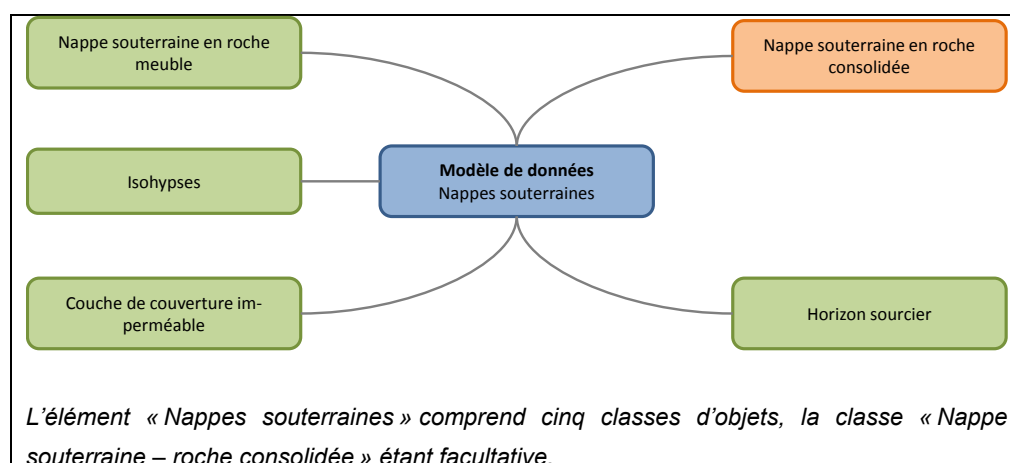 Nappe souterraine en roche
meuble
Nappe souterraine en roche
consolidée
Modèle de données
Nappes souterraines
Isohypses
Couche de couverture im-
perméable
Horizon sourcier
L'élément « Nappes souterraines » comprend cinq classes d'objets, la classe « Nappe
souterraine – roche consolidée » étant facultative.